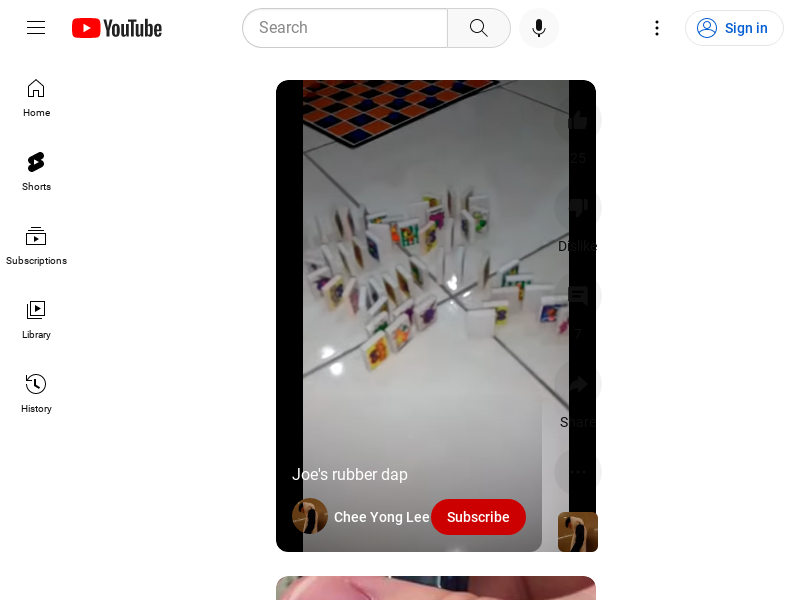 YouTube
Search
Sign in
Home
Shorts
Subscriptions
Library
History
25
Dislike
7
Share
Joe's rubber dap
Chee Yong Lee
Subscribe